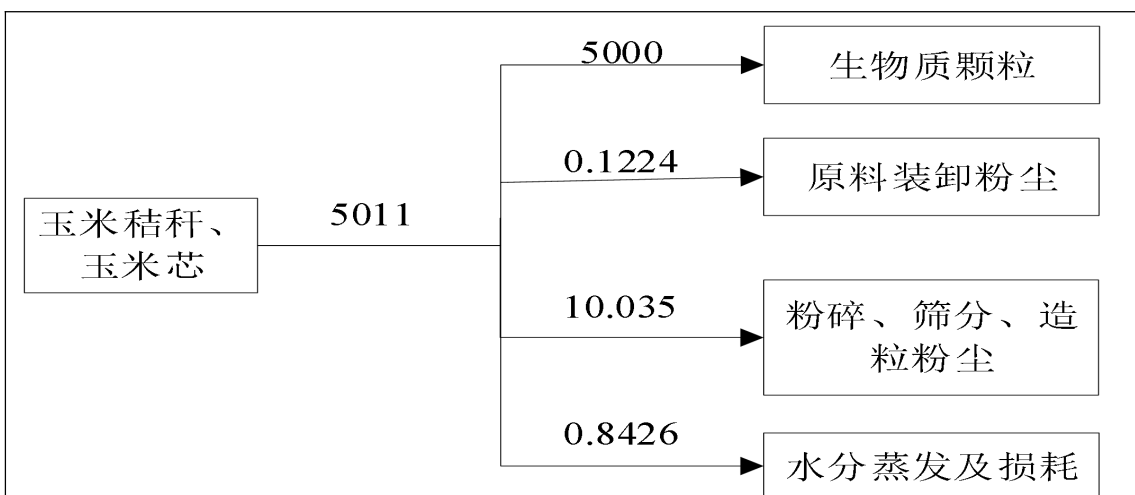 5000
生物质颗粒
0.1224
原料装卸粉尘
玉米秸秆、
玉米芯
5011
10.035
粉碎、筛分、造
粒粉尘
0.8426
水分蒸发及损耗